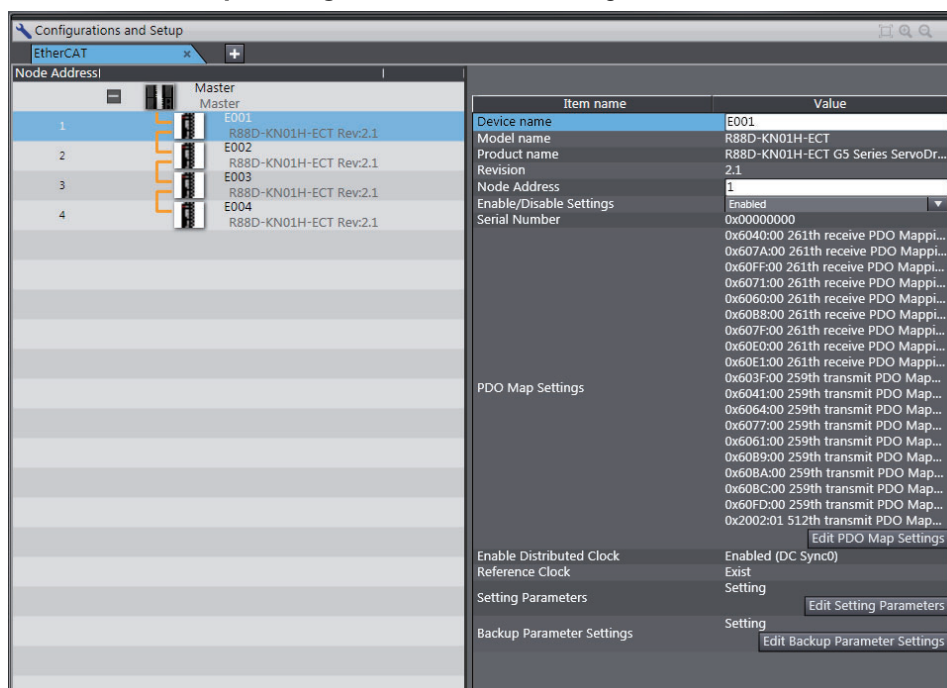 Configurations and Setup
EtherCAT × +
Node Address
Master
Master
1 E001
R88D-KN01H-ECT Rev:2.1
2 E002
R88D-KN01H-ECT Rev:2.1
3 E003
R88D-KN01H-ECT Rev:2.1
4 E004
R88D-KN01H-ECT Rev:2.1
Item name Value
Device name E001
Model name R88D-KN01H-ECT
Product name R88D-KN01H-ECT G5 Series ServoDr...
Revision 2.1
Node Address 1
Enable/Disable Settings Enabled
Serial Number 0x00000000
PDO Map Settings
0x6040:00 261th receive PDO Mappi...
0x607A:00 261th receive PDO Mappi...
0x60FF:00 261th receive PDO Mappi...
0x6071:00 261th receive PDO Mappi...
0x6060:00 261th receive PDO Mappi...
0x60B8:00 261th receive PDO Mappi...
0x607F:00 261th receive PDO Mappi...
0x60E0:00 261th receive PDO Mappi...
0x60E1:00 261th receive PDO Mappi...
0x603F:00 259th transmit PDO Map...
0x6041:00 259th transmit PDO Map...
0x6064:00 259th transmit PDO Map...
0x6077:00 259th transmit PDO Map...
0x6061:00 259th transmit PDO Map...
0x60B9:00 259th transmit PDO Map...
0x60BA:00 259th transmit PDO Map...
0x60BC:00 259th transmit PDO Map...
0x60FD:00 259th transmit PDO Map...
0x2002:01 512th transmit PDO Map...
Edit PDO Map Settings
Enable Distributed Clock Enabled (DC Sync0)
Reference Clock Exist
Setting Parameters Setting
Edit Setting Parameters
Backup Parameter Settings Setting
Edit Backup Parameter Settings